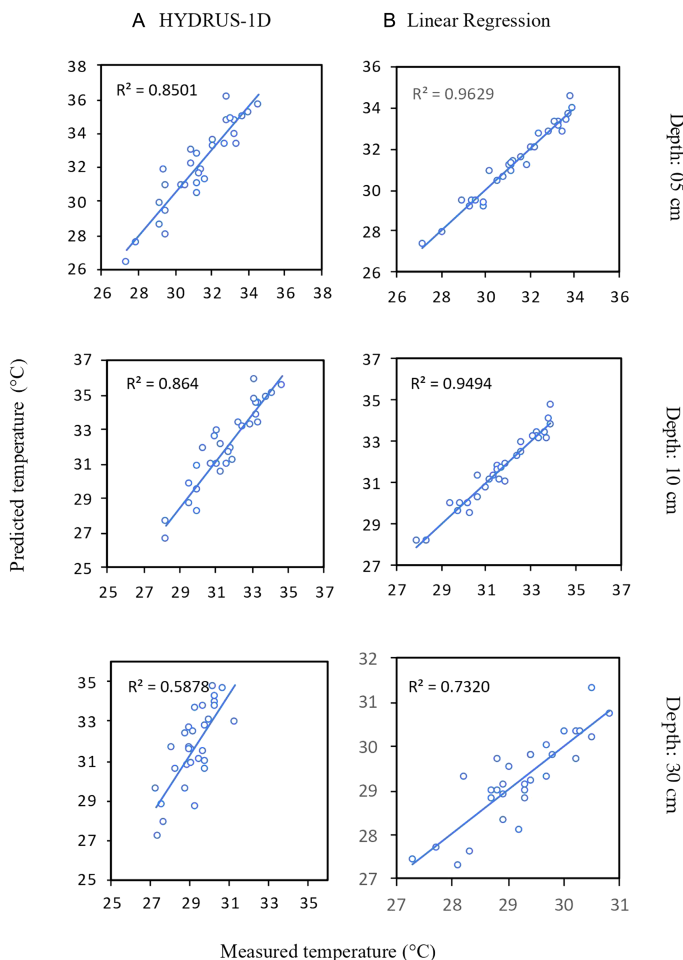 A HYDRUS-1D
B Linear Regression
38
36
34
32
30
28
26
R² = 0.8501
26 28 30 32 34 36 38
36
34
32
30
28
26
R² = 0.9629
26 28 30 32 34 36
Depth: 05 cm
37
35
33
31
29
27
25
R² = 0.864
25 27 29 31 33 35 37
37
35
33
31
29
27
R² = 0.9494
27 29 31 33 35 37
Depth: 10 cm
Predicted temperature (°C)
35
33
31
29
27
25
R² = 0.5878
25 27 29 31 33 35
32
31
30
29
28
27
R² = 0.7320
27 28 29 30 31
Depth: 30 cm
Measured temperature (°C)